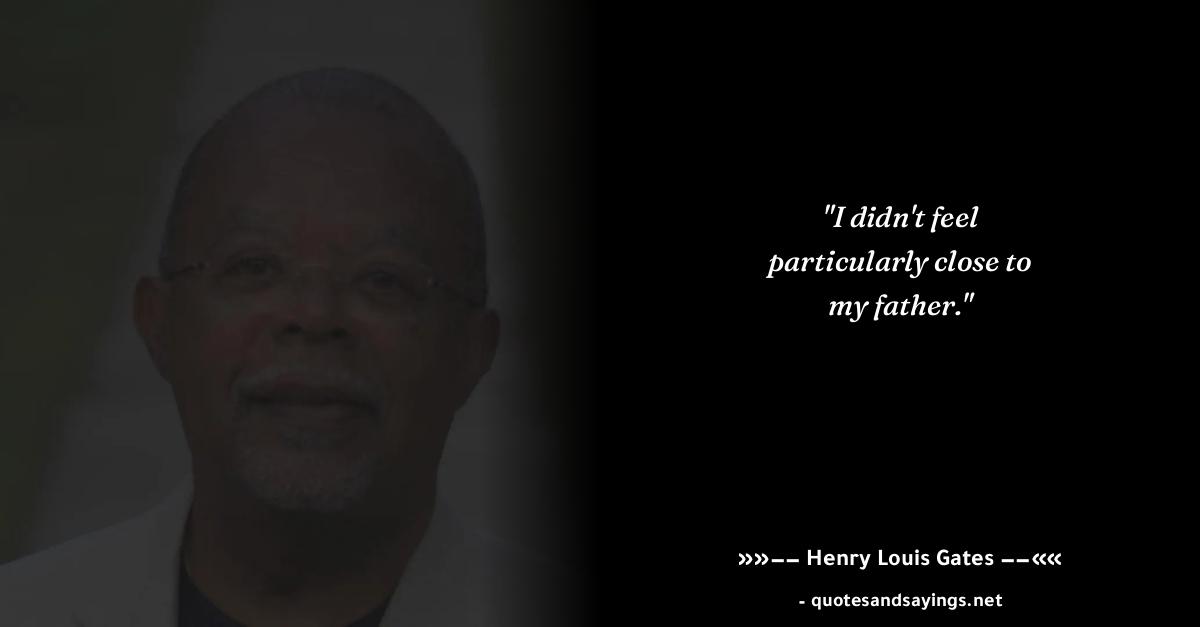 "I didn't feel
particularly close to
my father."
»»−− Henry Louis Gates −−««
- quotesandsayings.net